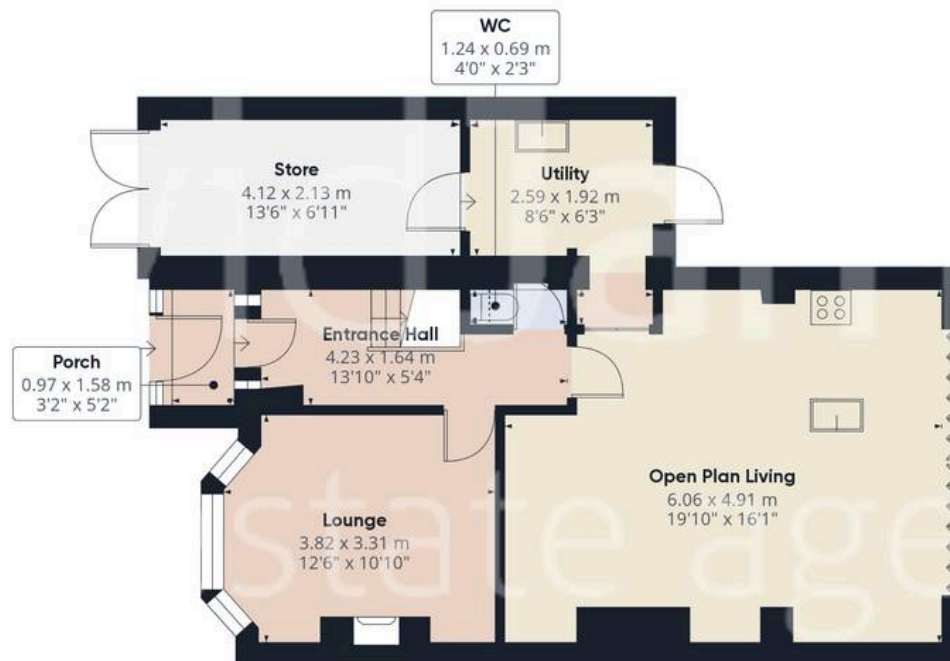 WC
1.24 x 0.69 m
4'0" x 2'3"
Store
4.12 x 2.13 m
13'6" x 6'11"
Utility
2.59 x 1.92 m
8'6" x 6'3"
Entrance Hall
4.23 x 1.64 m
13'10" x 5'4"
Porch
0.97 x 1.58 m
3'2" x 5'2"
Open Plan Living
6.06 x 4.91 m
19'10" x 16'1"
Lounge
3.82 x 3.31 m
12'6" x 10'10"
state age